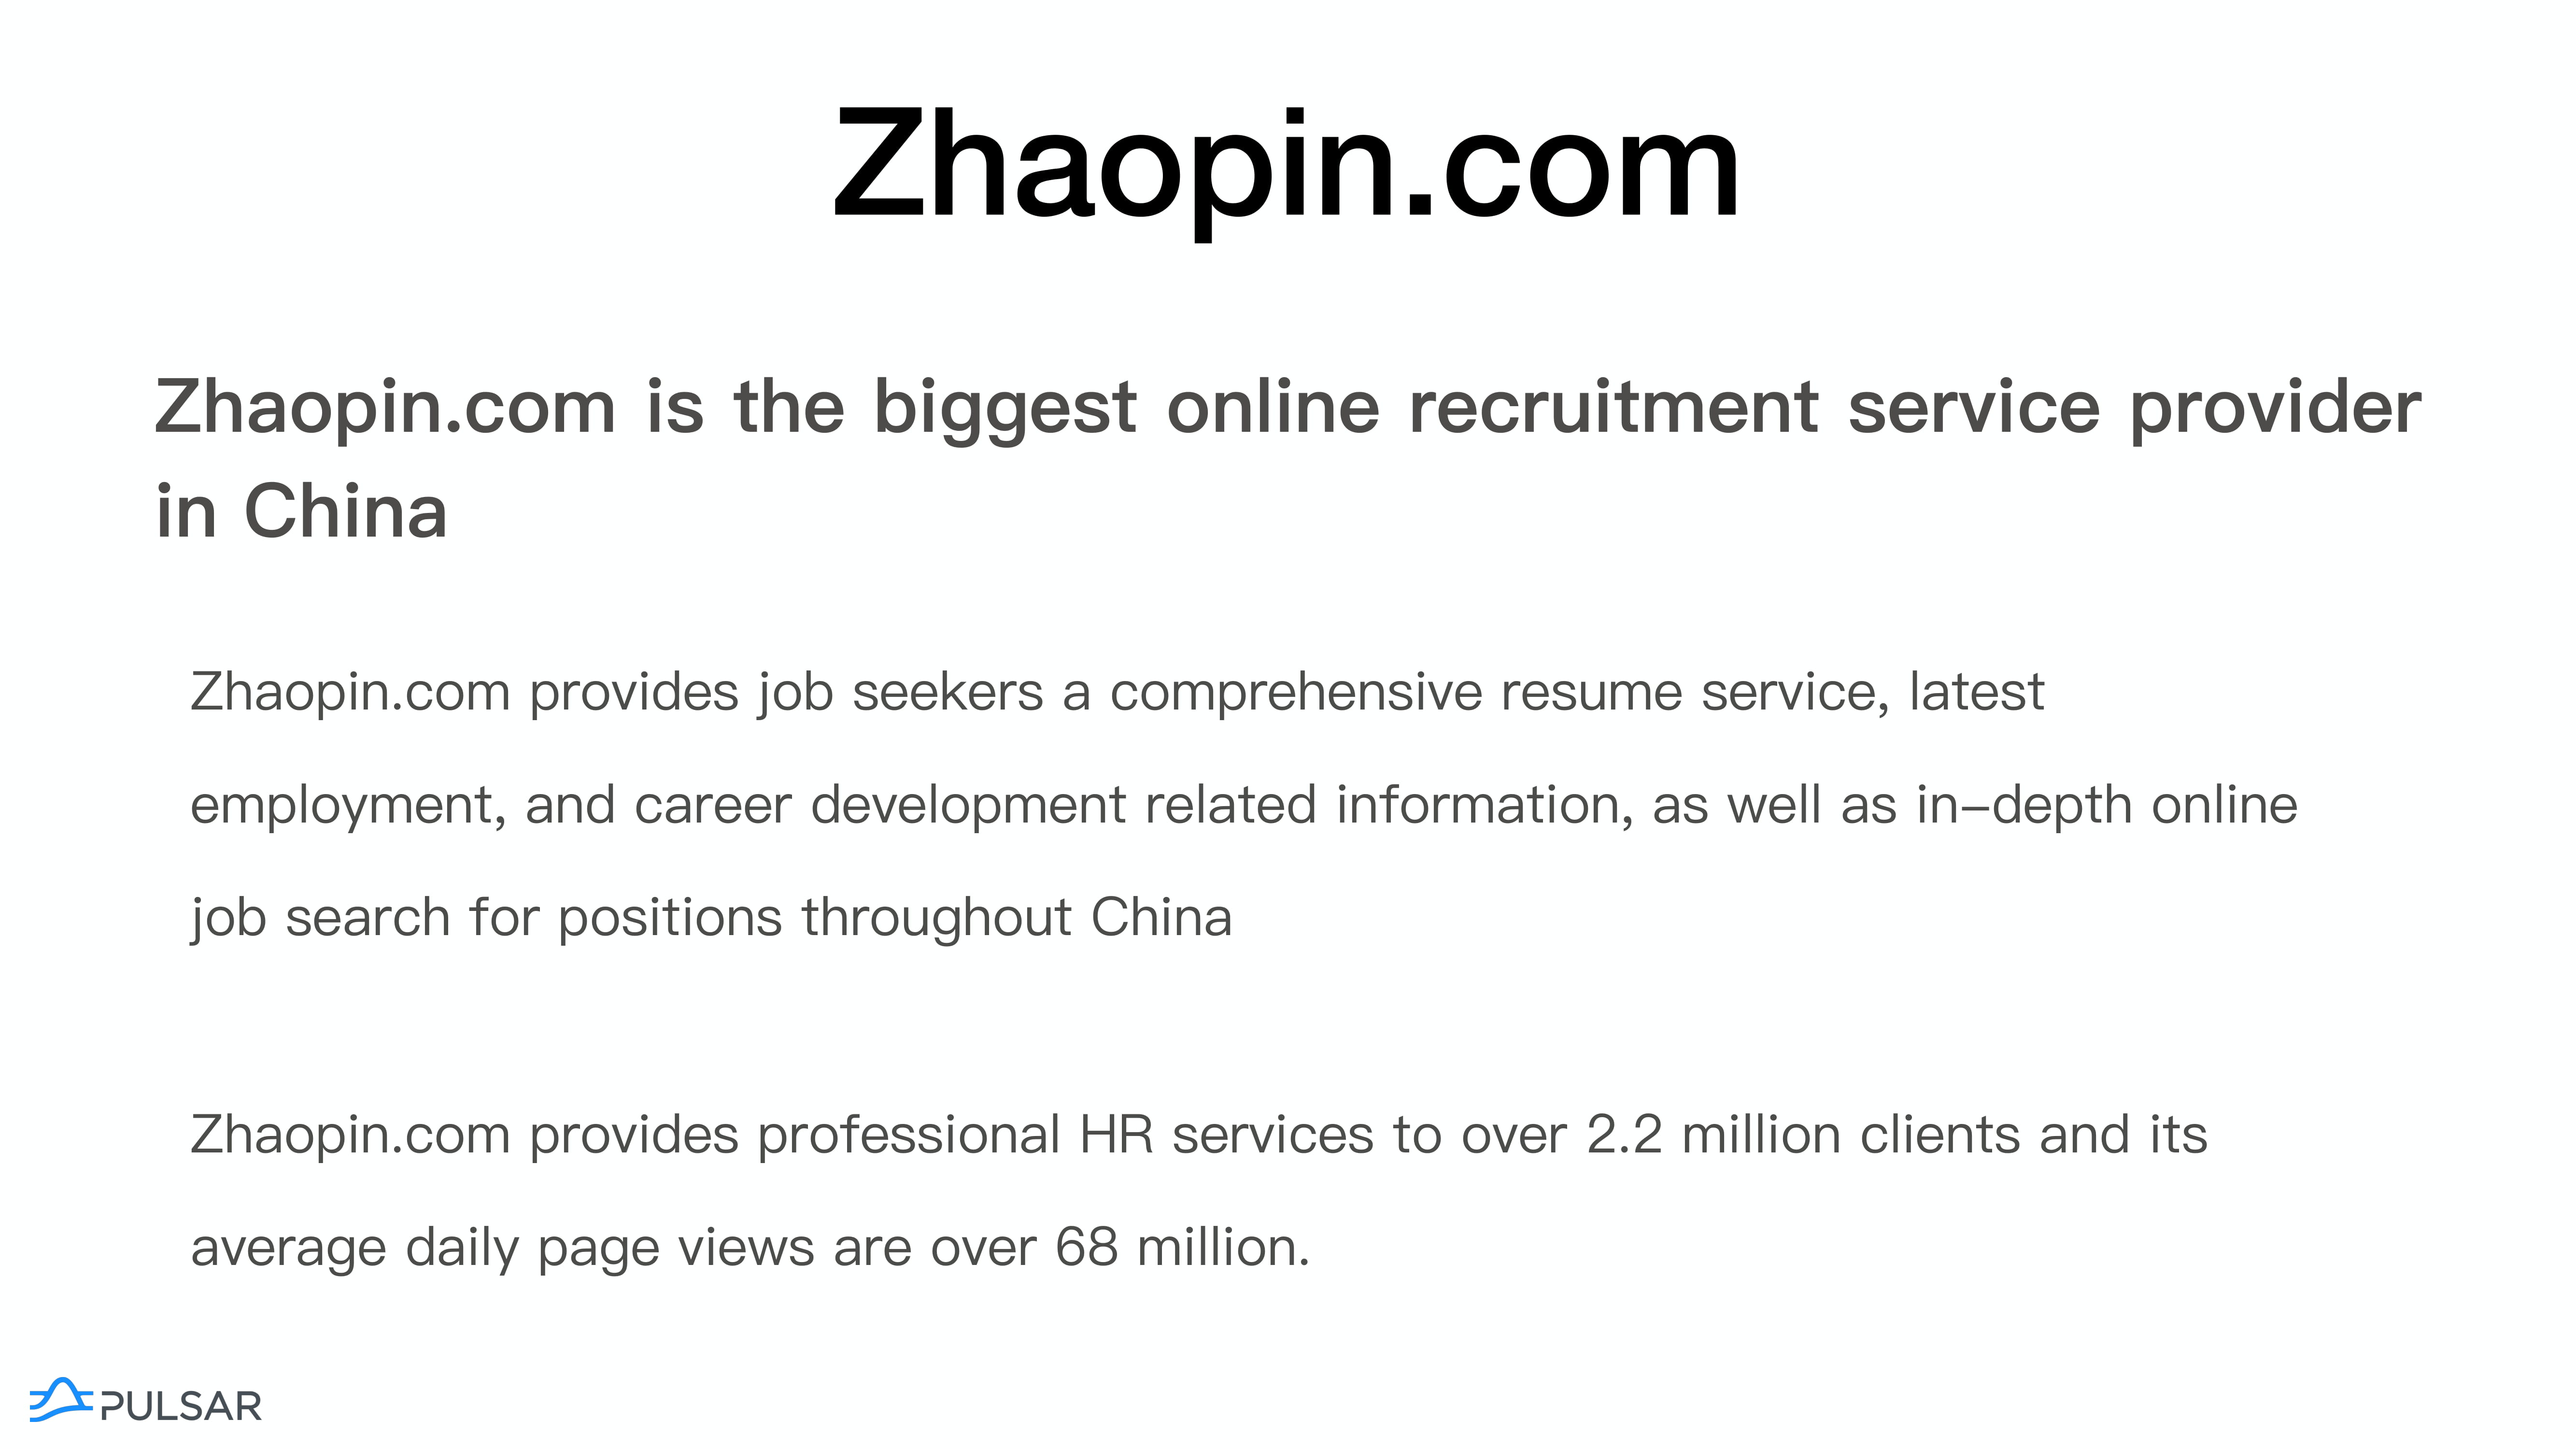 Zhaopin.com
Zhaopin.com is the biggest online recruitment service provider
in China
Zhaopin.com provides job seekers a comprehensive resume service, latest
employment, and career development related information, as well as in-depth online
job search for positions throughout China
Zhaopin.com provides professional HR services to over 2.2 million clients and its
average daily page views are over 68 million.
PULSAR